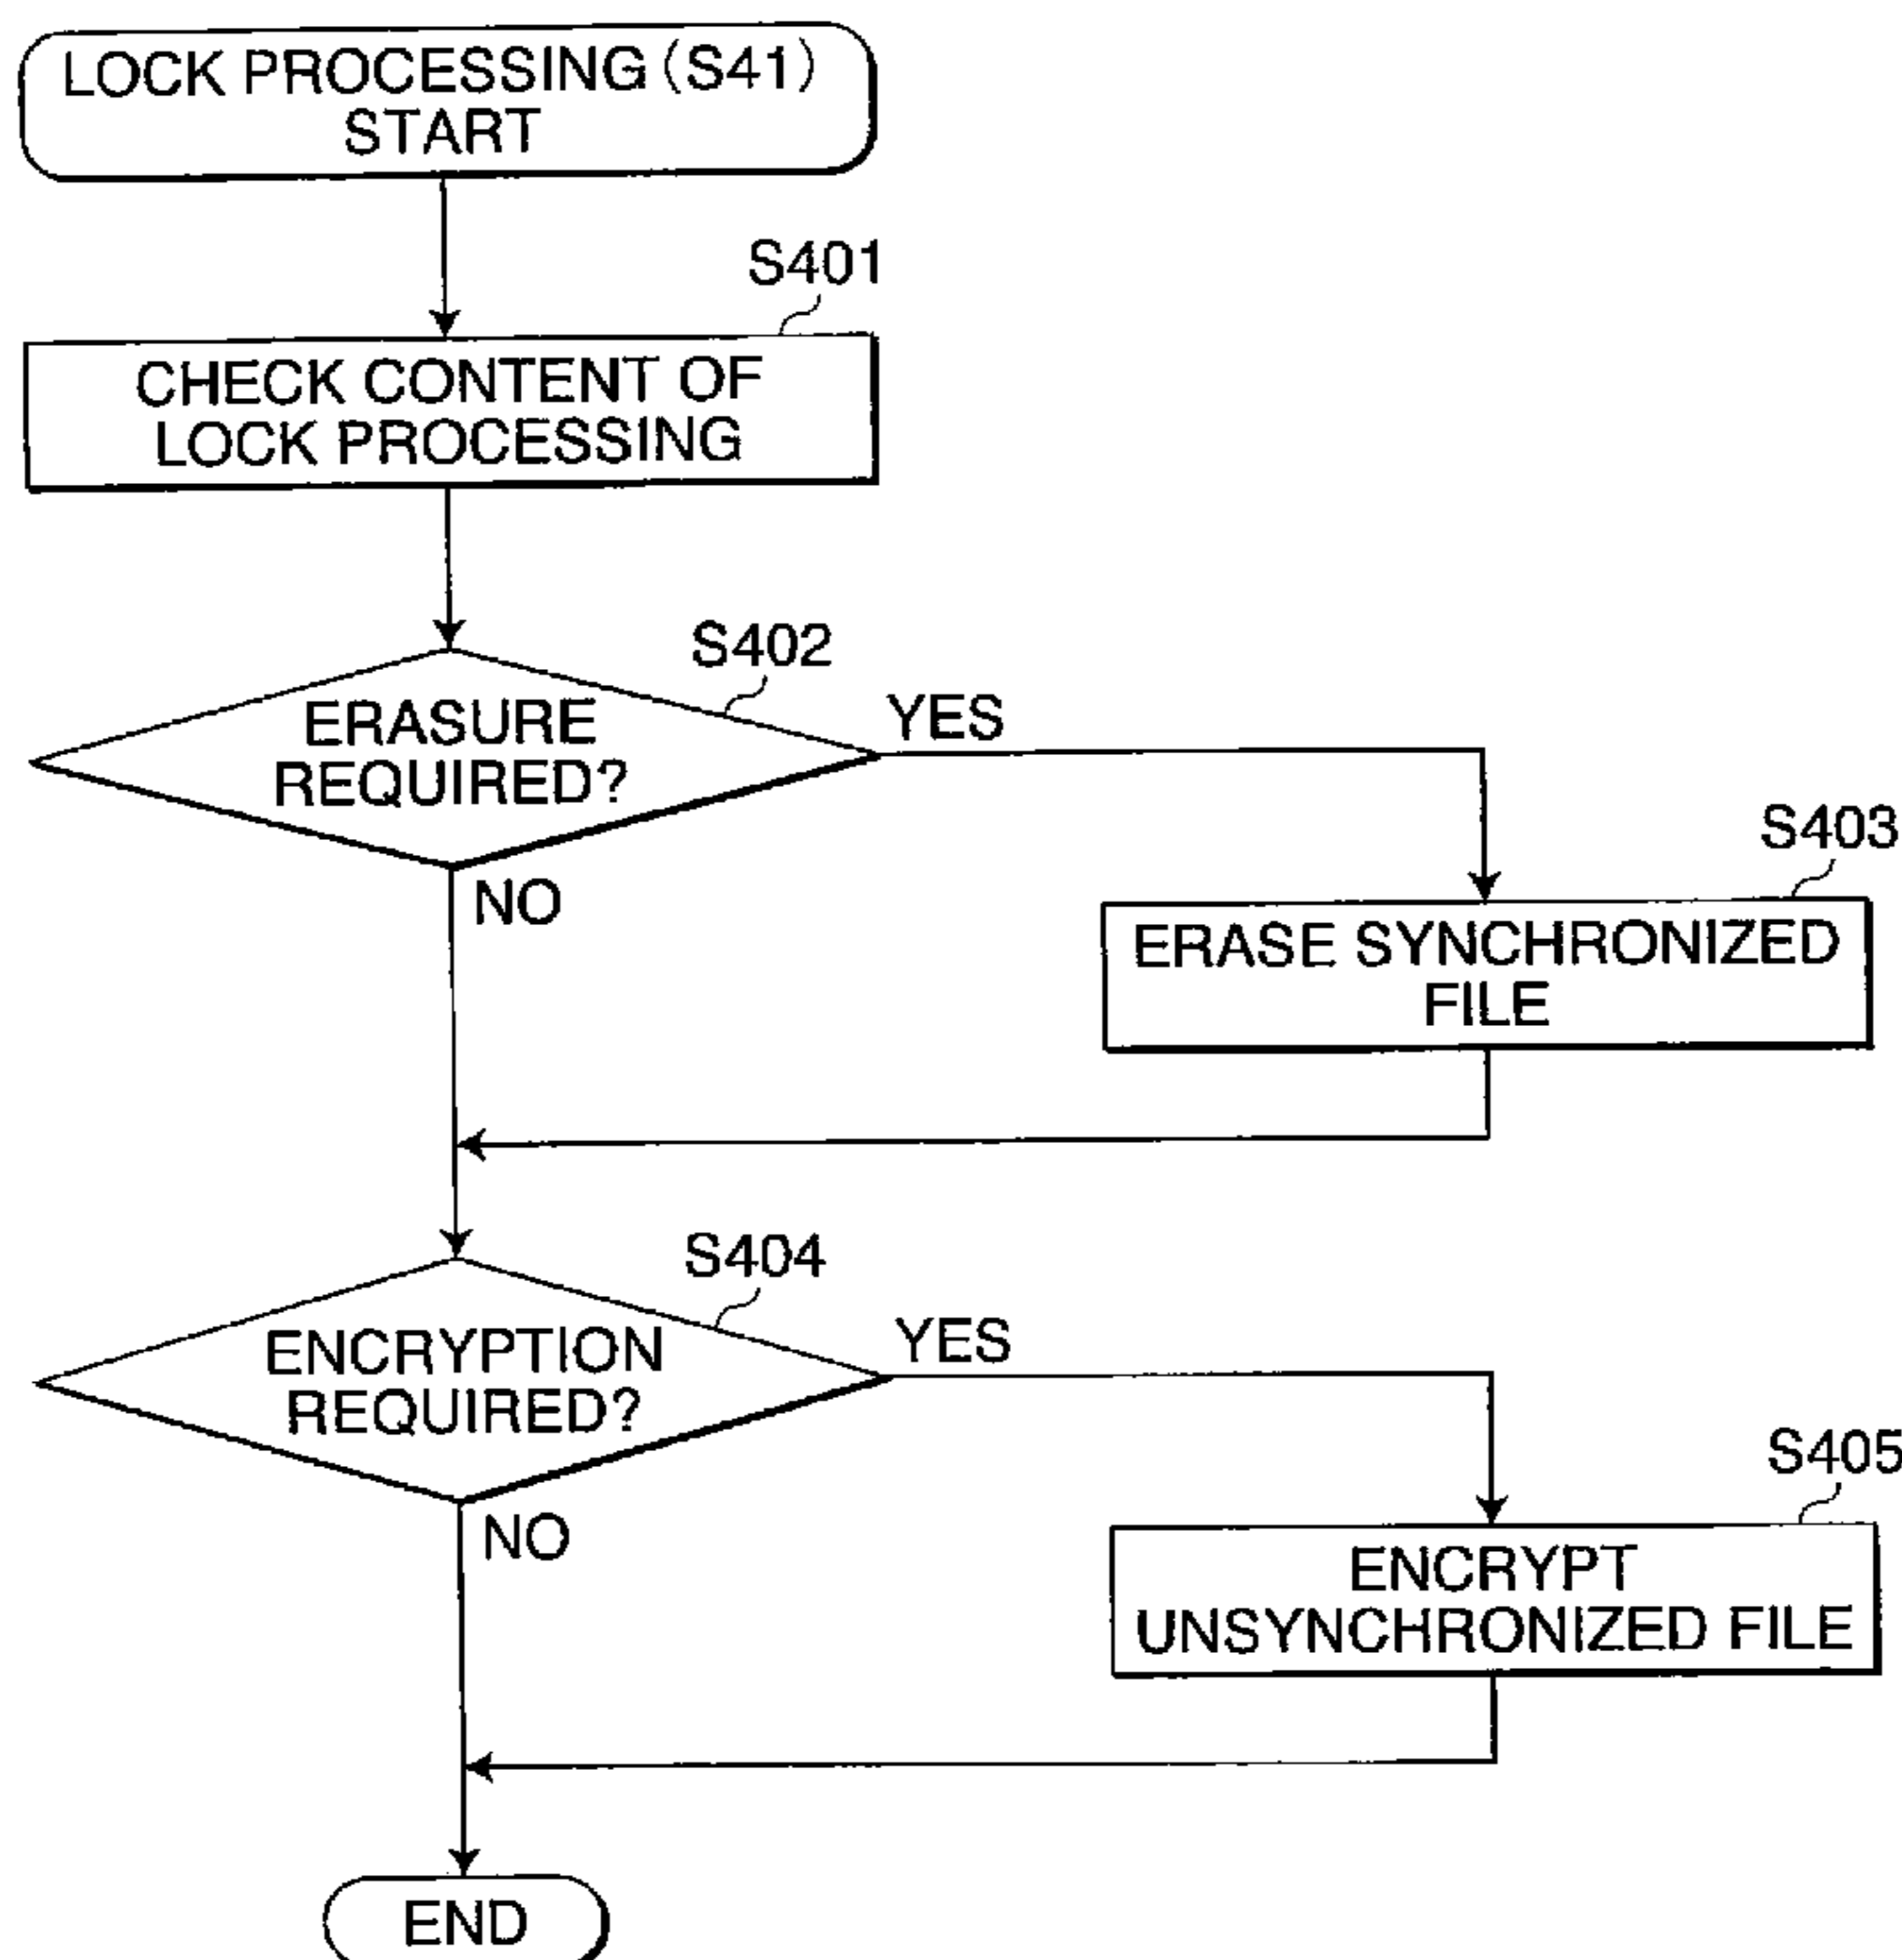 LOCK PROCESSING (S41)
START
S401
CHECK CONTENT OF
LOCK PROCESSING
S402
ERASURE
REQUIRED?
YES
NO
S403
ERASE SYNCHRONIZED
FILE
S404
ENCRYPTION
REQUIRED?
YES
NO
S405
ENCRYPT
UNSYNCHRONIZED FILE
END